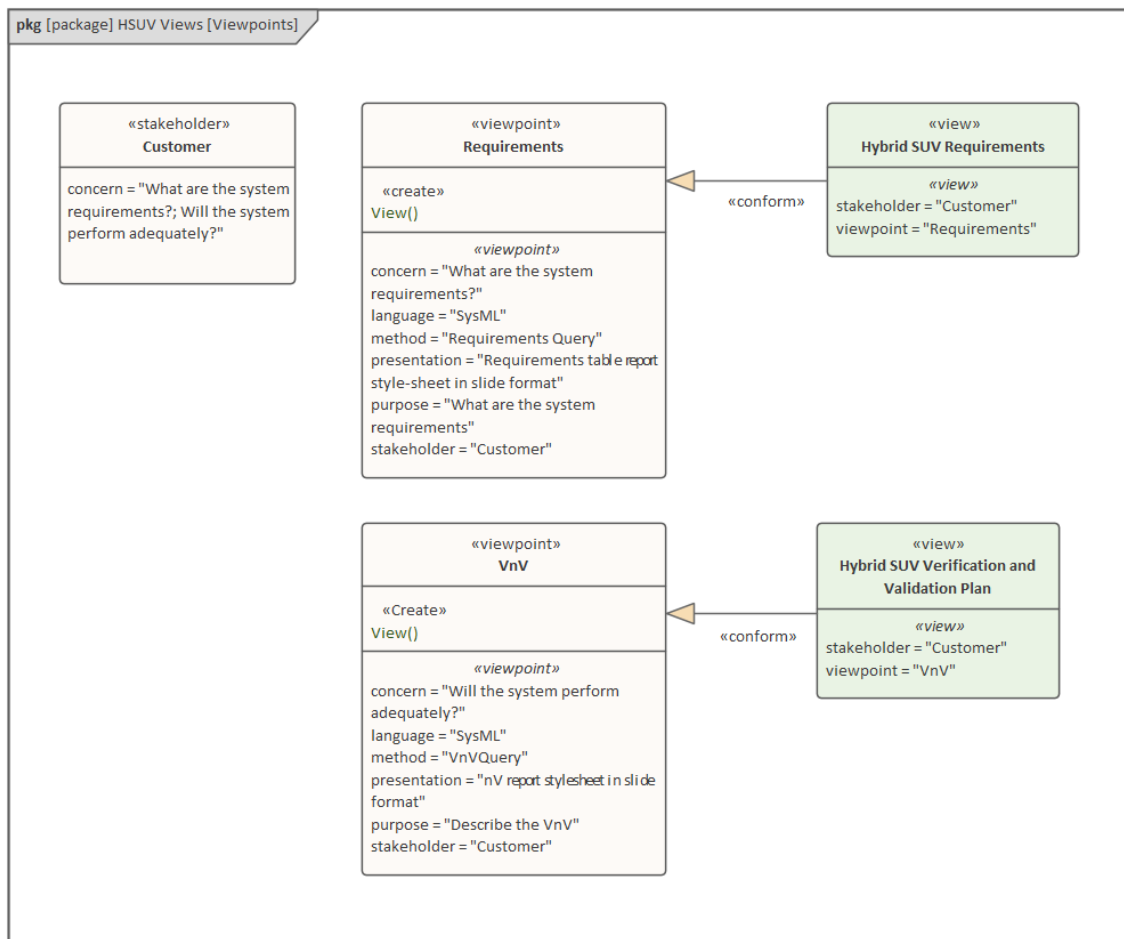 pkg [package] HSUV Views [Viewpoints]
«stakeholder»
Customer
concern = "What are the system
requirements?; Will the system
perform adequately?"
«viewpoint»
Requirements
«create»
View()
«viewpoint»
concern = "What are the system
requirements?"
language = "SysML"
method = "Requirements Query"
presentation = "Requirements table report
style-sheet in slide format"
purpose = "What are the system
requirements"
stakeholder = "Customer"
«conform»
«view»
Hybrid SUV Requirements
«view»
stakeholder = "Customer"
viewpoint = "Requirements"
«viewpoint»
VnV
«Create»
View()
«viewpoint»
concern = "Will the system perform
adequately?"
language = "SysML"
method = "VnVQuery"
presentation = "nV report stylesheet in slide
format"
purpose = "Describe the VnV"
stakeholder = "Customer"
«conform»
«view»
Hybrid SUV Verification and
Validation Plan
«view»
stakeholder = "Customer"
viewpoint = "VnV"